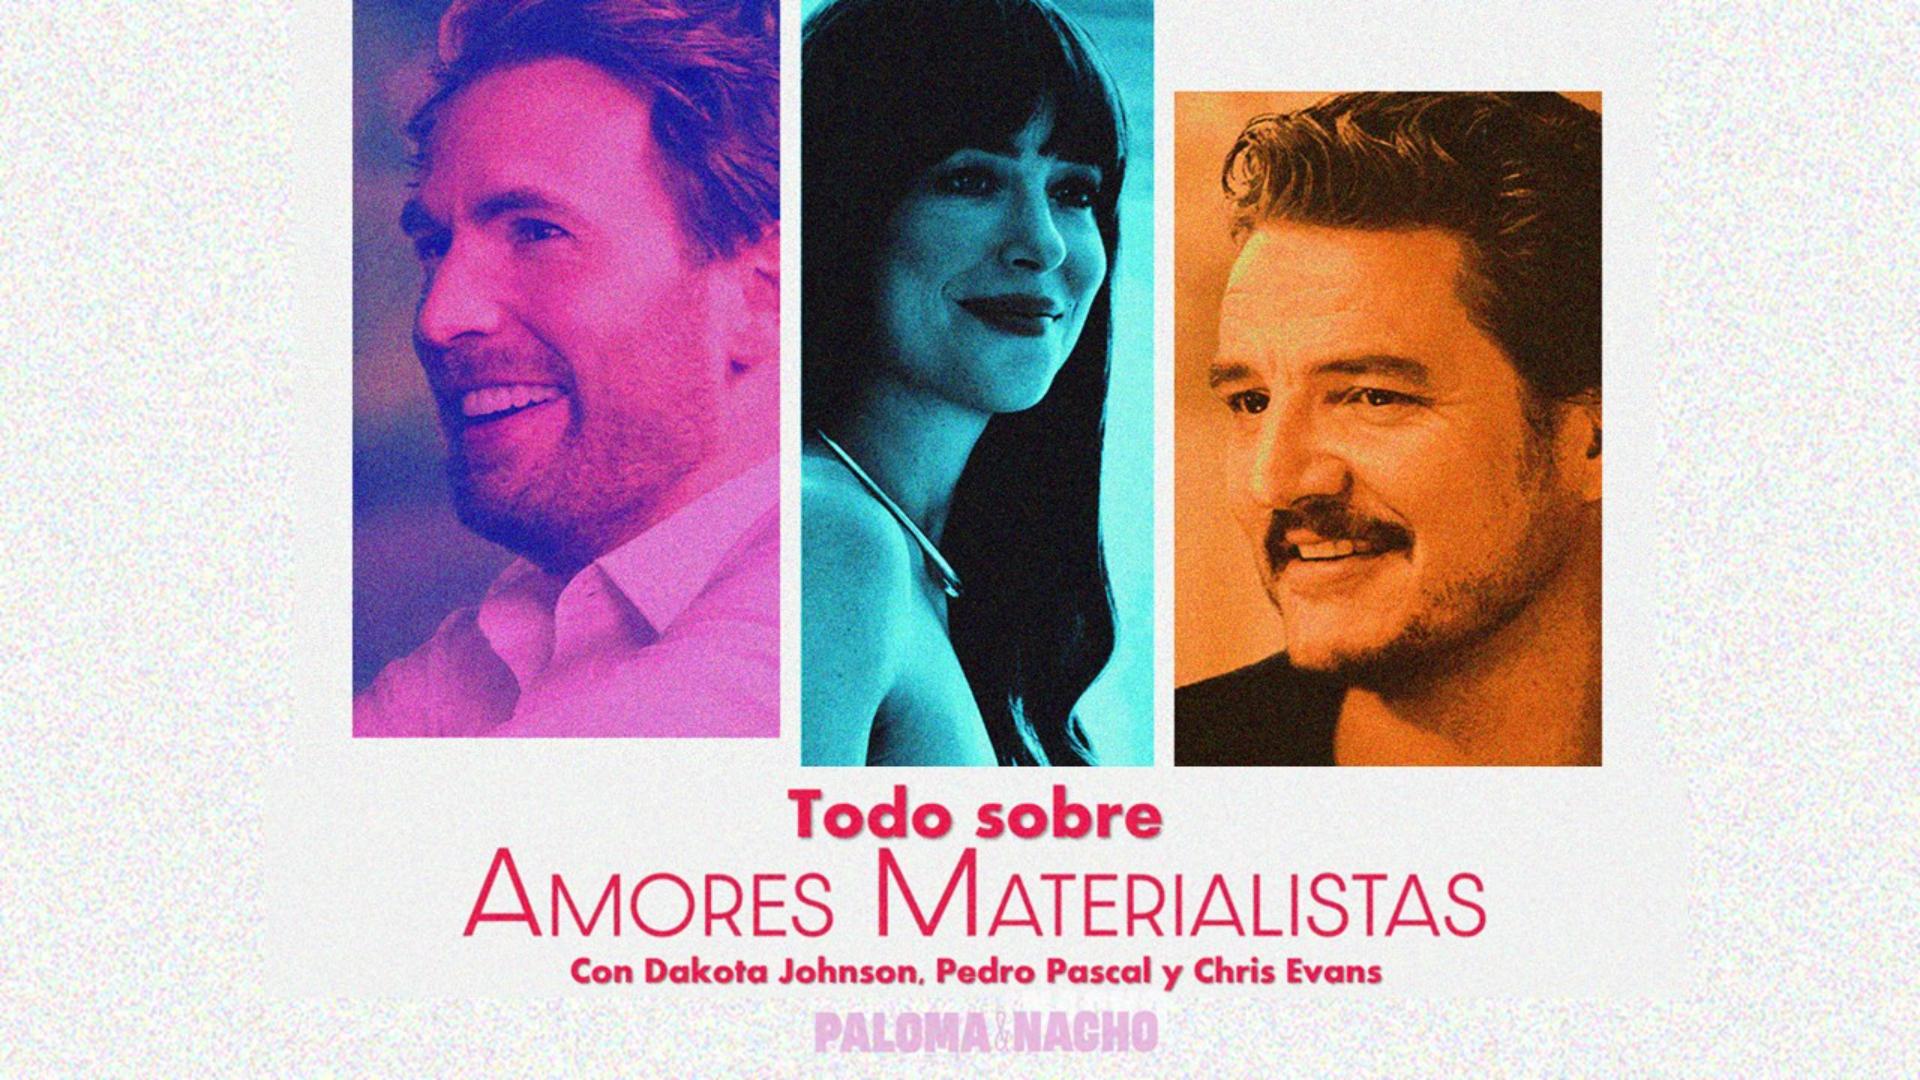 Todo sobre
AMORES MATERIALISTAS
Con Dakota Johnson, Pedro Pascal y Chris Evans
PALOMA & NACHO